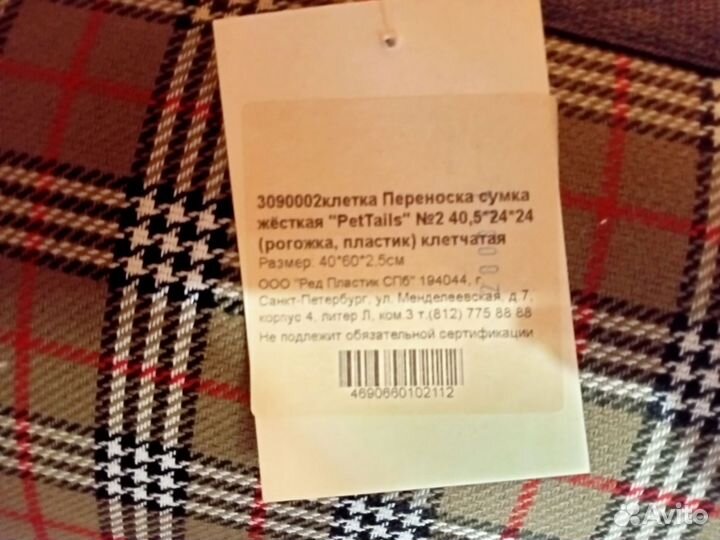 3090002клетка Переноска сумка
жёсткая "PetTails" №2 40,5*24*24
(рогожка, пластик) клетчатая
Размер: 40*60*2,5см
ООО "Ред Пластик СПб" 194044, г.
Санкт-Петербург, ул. Менделеевская, д.7,
корпус 4, литер Л, ком.3 т.(812) 775 88 88
Не подлежит обязательной сертификации
4690660102112
Avito